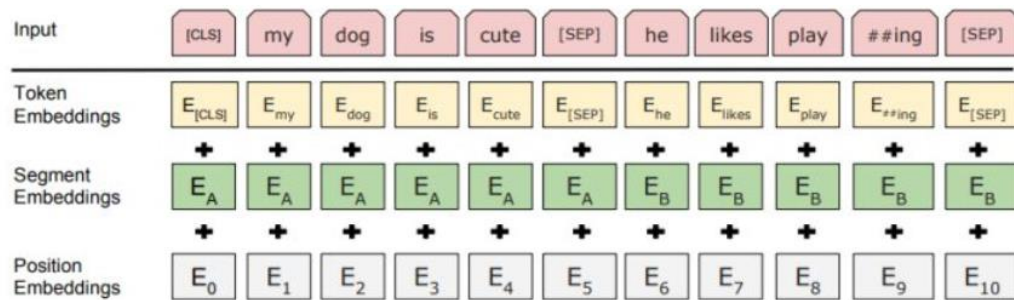 Input [CLS] my dog is cute [SEP] he likes play ##ing [SEP]
Token Embeddings E[CLS] Emy Edog Eis Ecute E[SEP] Ehe Elikes Eplay E##ing E[SEP]
+ + + + + + + + + + +
Segment Embeddings EA EA EA EA EA EA EB EB EB EB EB
+ + + + + + + + + + +
Position Embeddings E0 E1 E2 E3 E4 E5 E6 E7 E8 E9 E10